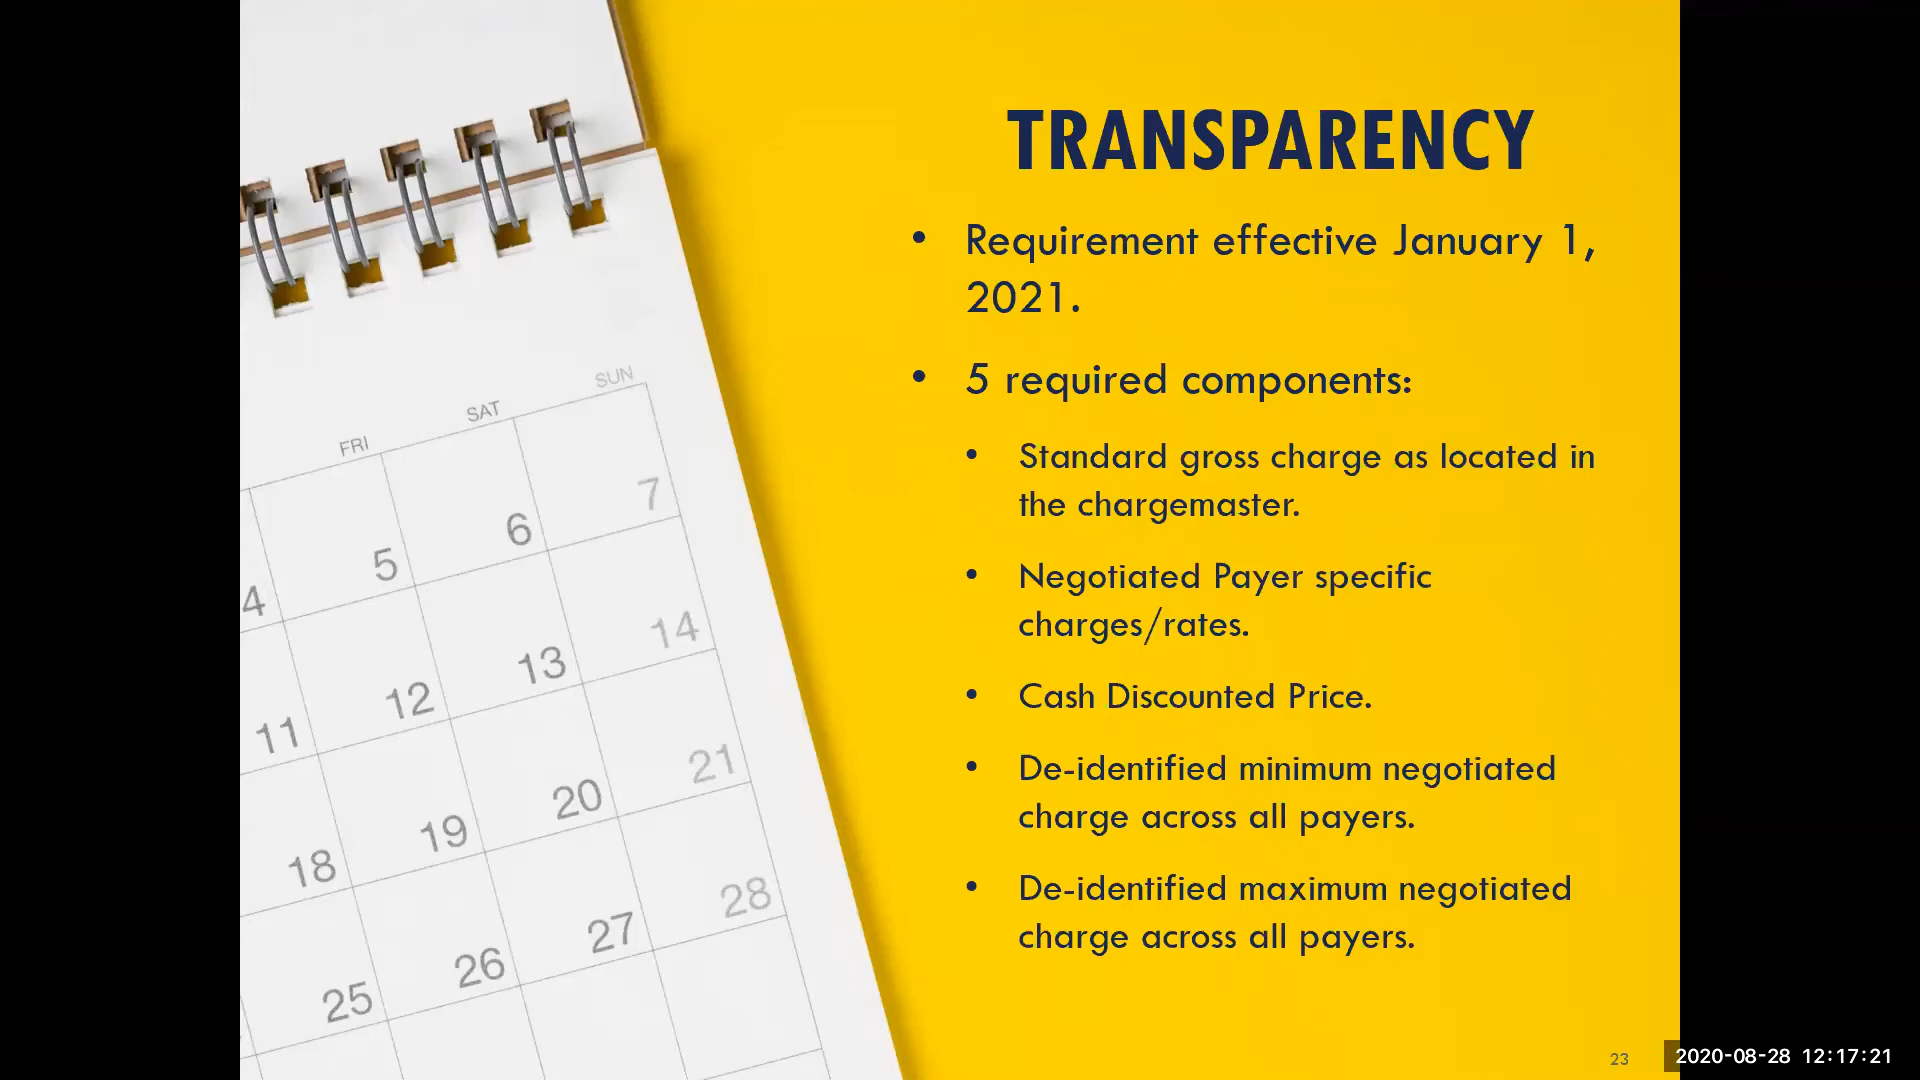 TRANSPARENCY
• Requirement effective January 1,
2021.
• 5 required components:
• Standard gross charge as located in
the chargemaster.
• Negotiated Payer specific
charges/rates.
• Cash Discounted Price.
• De-identified minimum negotiated
charge across all payers.
• De-identified maximum negotiated
charge across all payers.
FRI SAT SUN
4 5 6 7
11 12 13 14
18 19 20 21
25 26 27 28
23
2020-08-28 12:17:21